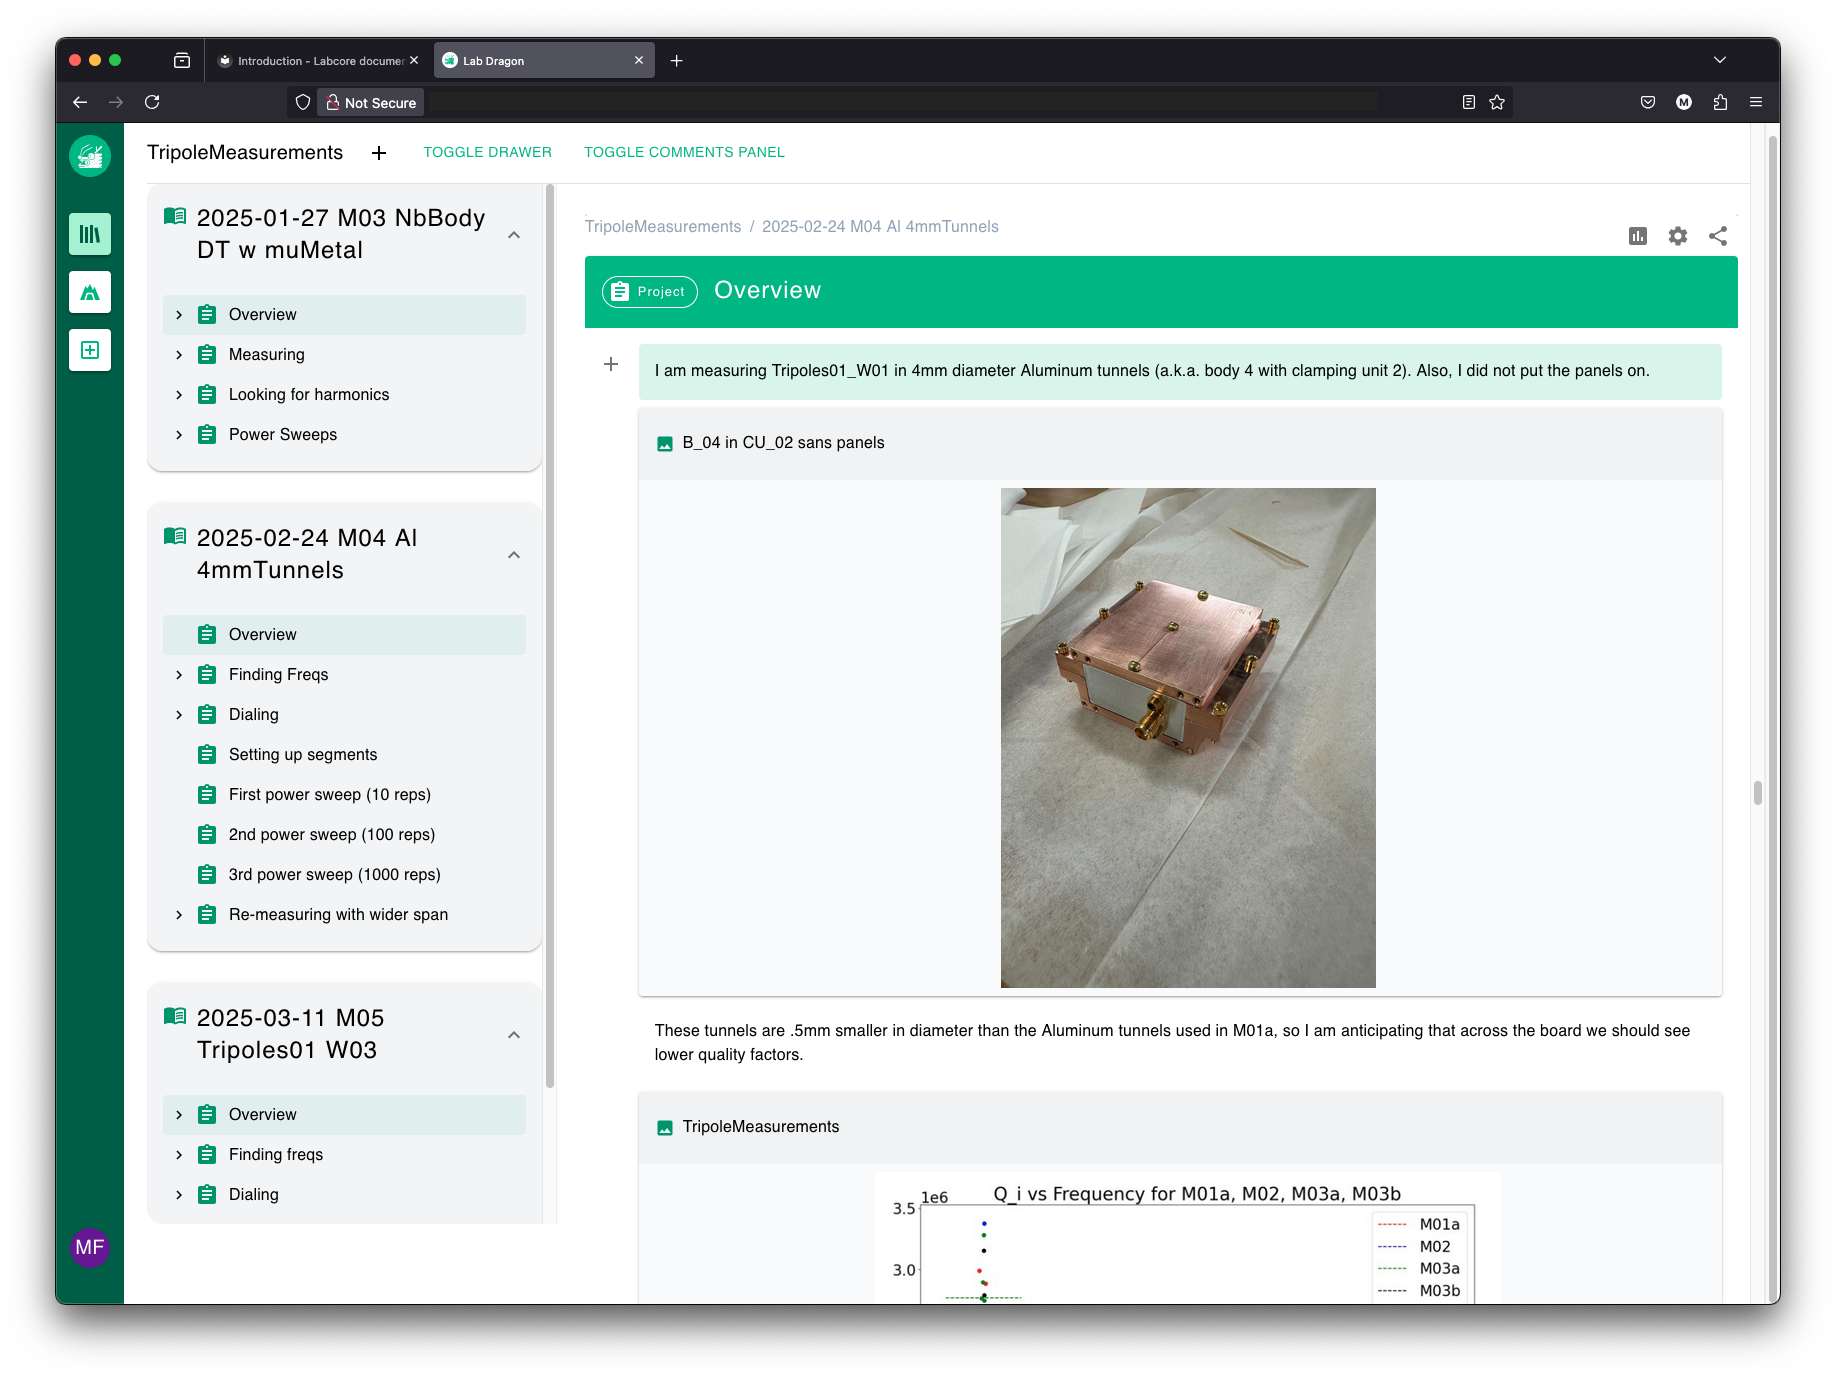 Introduction - Labcore documen
Lab Dragon
Not Secure
M
TripoleMeasurements
TOGGLE DRAWER
TOGGLE COMMENTS PANEL
2025-01-27 M03 NbBody
DT w muMetal
Overview
Measuring
Looking for harmonics
Power Sweeps
2025-02-24 M04 Al
4mmTunnels
Overview
Finding Freqs
Dialing
Setting up segments
First power sweep (10 reps)
2nd power sweep (100 reps)
3rd power sweep (1000 reps)
Re-measuring with wider span
2025-03-11 M05
Tripoles01 W03
Overview
Finding freqs
Dialing
MF
TripoleMeasurements / 2025-02-24 M04 Al 4mmTunnels
Project
Overview
I am measuring Tripoles01_W01 in 4mm diameter Aluminum tunnels (a.k.a. body 4 with clamping unit 2). Also, I did not put the panels on.
B_04 in CU_02 sans panels
These tunnels are .5mm smaller in diameter than the Aluminum tunnels used in M01a, so I am anticipating that across the board we should see
lower quality factors.
TripoleMeasurements
Q_i vs Frequency for M01a, M02, M03a, M03b
1e6
3.5
3.0
M01a
M02
M03a
M03b